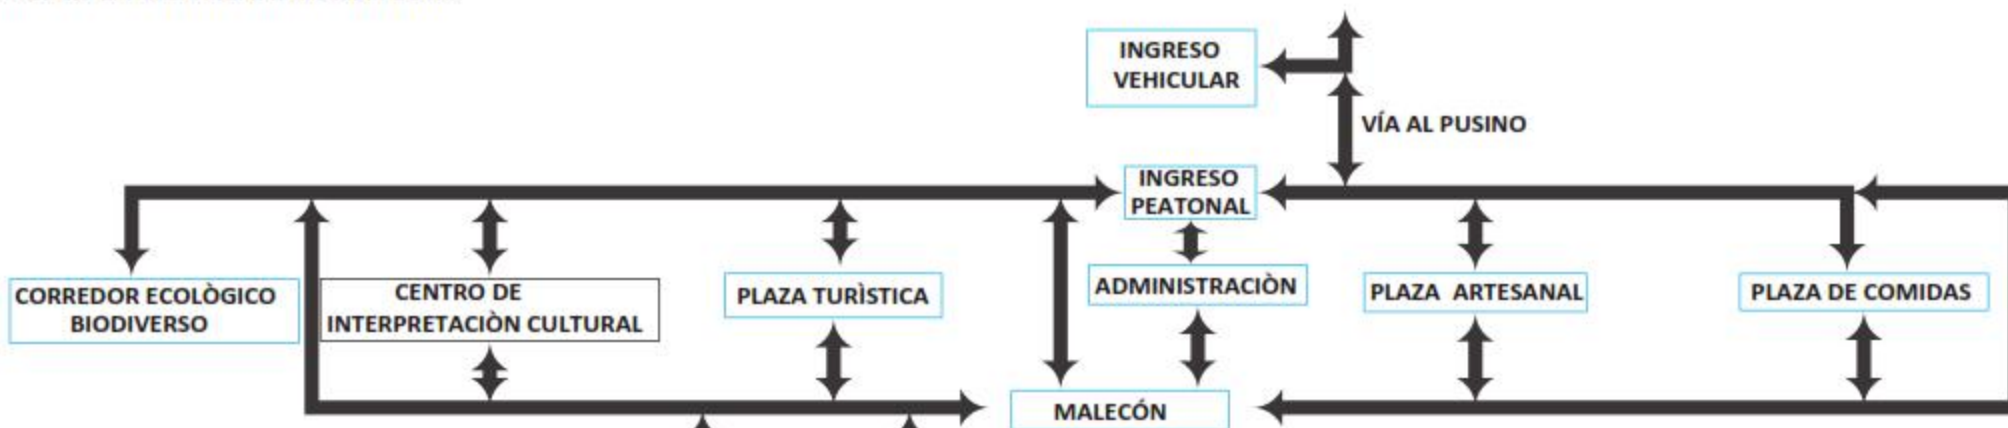 INGRESO
VEHICULAR
VÍA AL PUSINO
INGRESO
PEATONAL
CORREDOR ECOLÒGICO
BIODIVERSO
CENTRO DE
INTERPRETACIÒN CULTURAL
PLAZA TURÌSTICA
ADMINISTRACIÒN
PLAZA ARTESANAL
PLAZA DE COMIDAS
MALECÓN